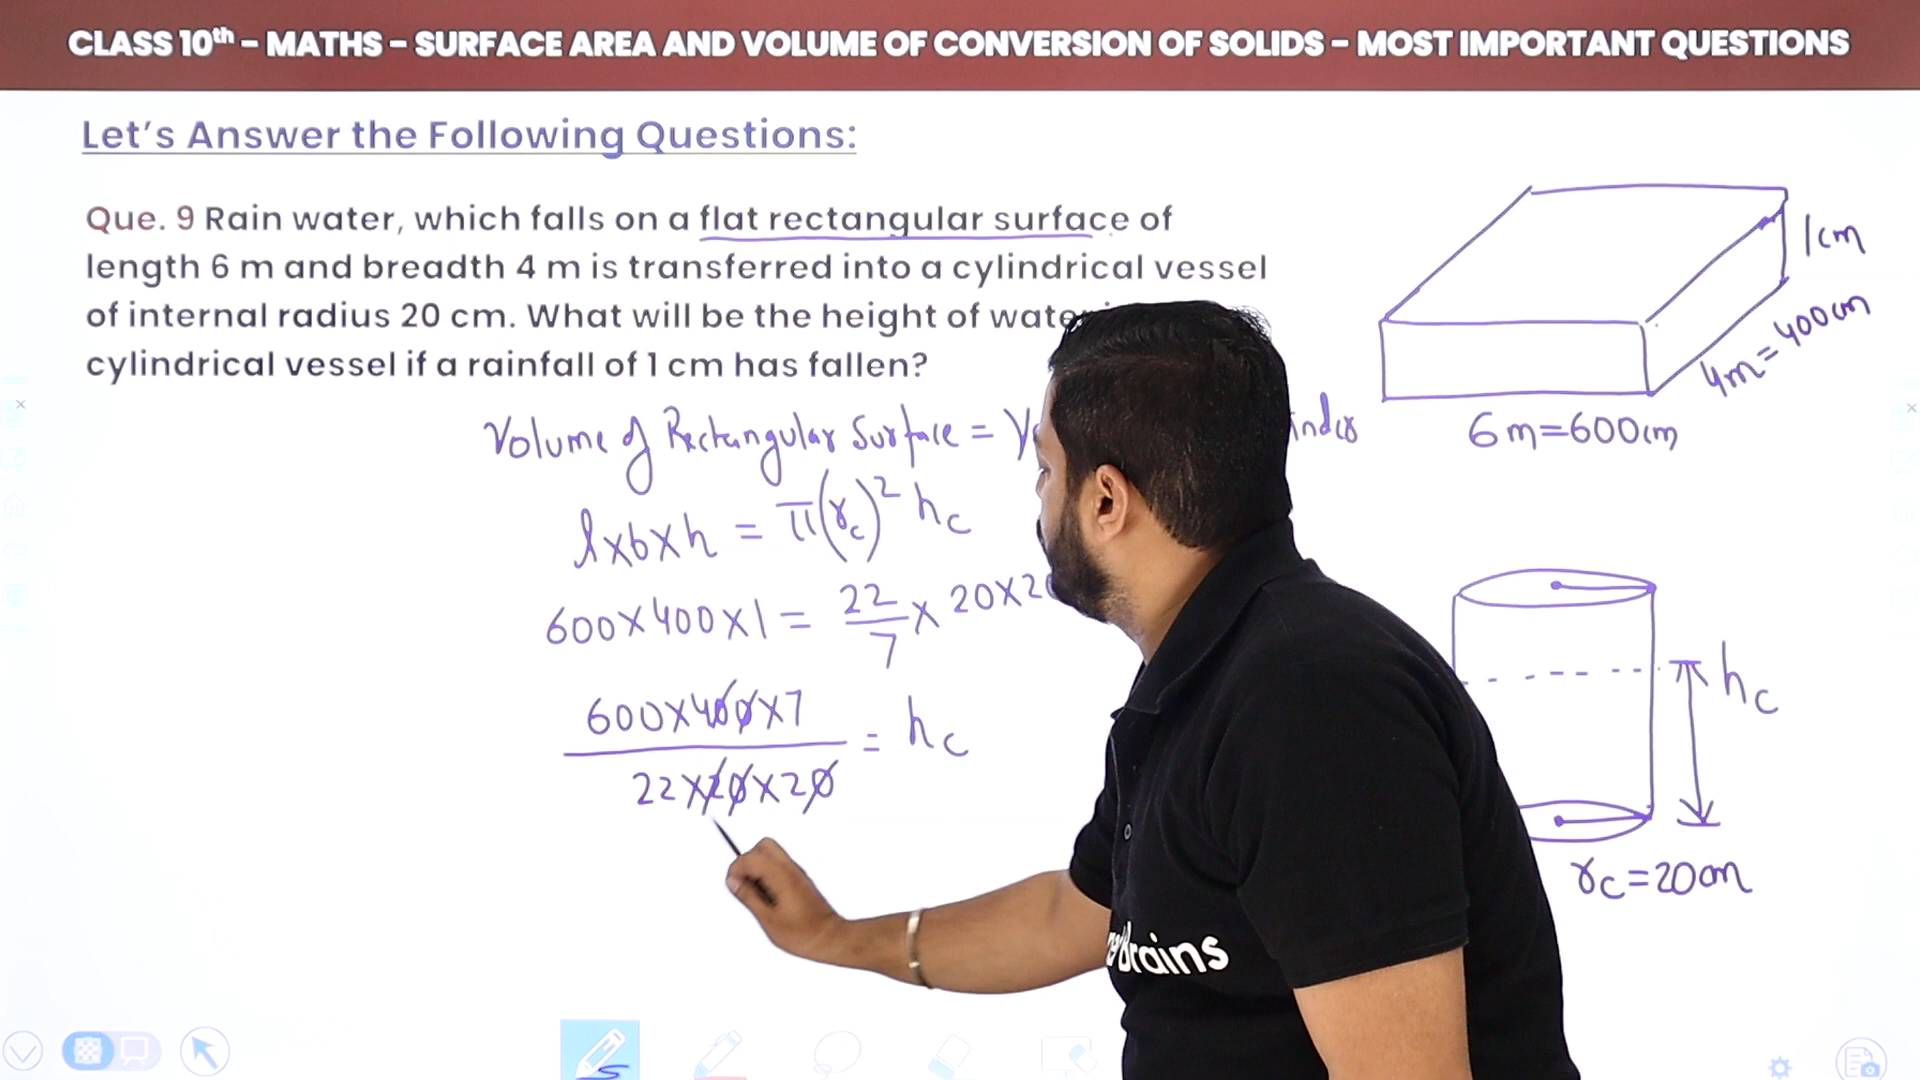 CLASS 10th - MATHS - SURFACE AREA AND VOLUME OF CONVERSION OF SOLIDS - MOST IMPORTANT QUESTIONS
Let's Answer the Following Questions:
Que. 9 Rain water, which falls on a flat rectangular surface of
length 6 m and breadth 4 m is transferred into a cylindrical vessel
of internal radius 20 cm. What will be the height of water
cylindrical vessel if a rainfall of 1 cm has fallen?
1cm
4m = 400cm
6m=600cm
Volume of Rectangular Surface =
l×b×h = π(rc)² hc
600×400×1 = 22/7 × 20×20
600×400×7 / 22×20×20 = hc
hc
rc=20cm
Brains